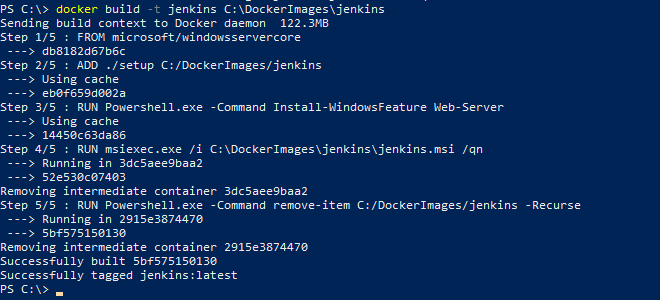 PS C:\> docker build -t jenkins C:\DockerImages\jenkins
Sending build context to Docker daemon  122.3MB
Step 1/5 : FROM microsoft/windowsservercore
 ---> db8182d67b6c
Step 2/5 : ADD ./setup C:/DockerImages/jenkins
 ---> Using cache
 ---> eb0f659d002a
Step 3/5 : RUN Powershell.exe -Command Install-WindowsFeature Web-Server
 ---> Using cache
 ---> 14450c63da86
Step 4/5 : RUN msiexec.exe /i C:\DockerImages\jenkins\jenkins.msi /qn
 ---> Running in 3dc5aee9baa2
 ---> 52e530c07403
Removing intermediate container 3dc5aee9baa2
Step 5/5 : RUN Powershell.exe -Command remove-item C:/DockerImages/jenkins -Recurse
 ---> Running in 2915e3874470
 ---> 5bf575150130
Removing intermediate container 2915e3874470
Successfully built 5bf575150130
Successfully tagged jenkins:latest
PS C:\>